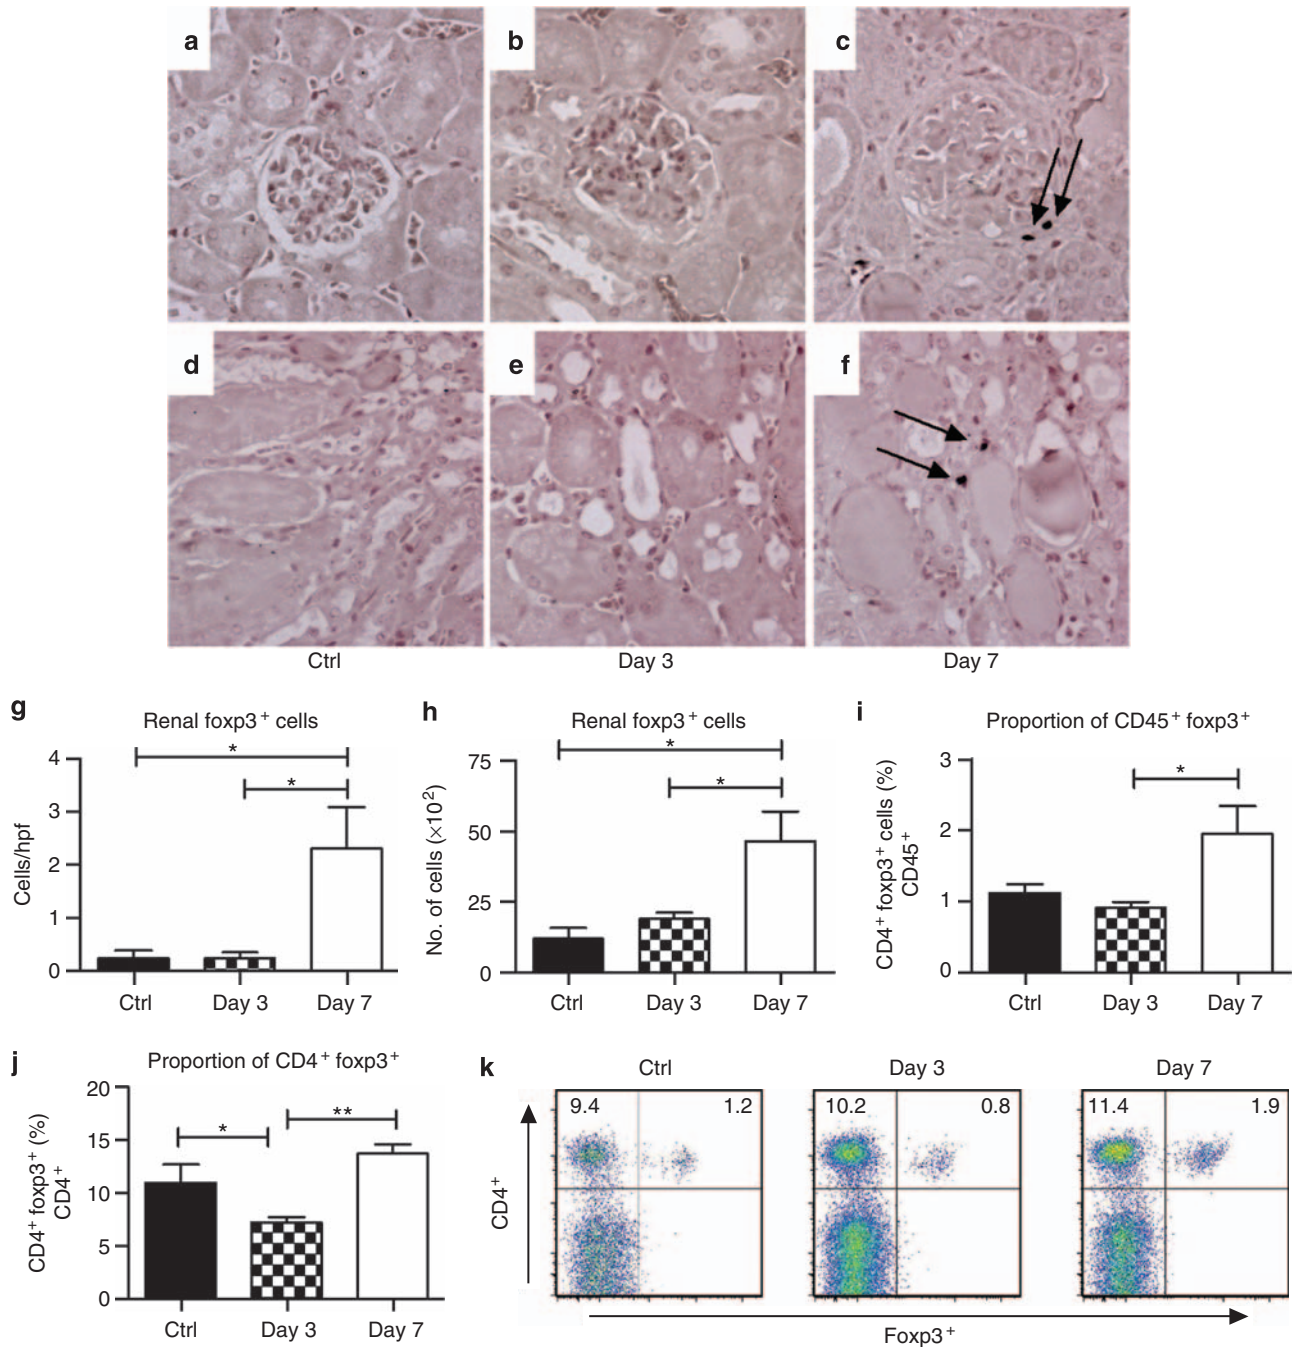 a
b
c
d
e
f
Ctrl
Day 3
Day 7
g
Renal foxp3⁺ cells
Cells/hpf
4
3
2
1
0
*
*
Ctrl
Day 3
Day 7
h
Renal foxp3⁺ cells
No. of cells (×10²)
75
50
25
0
*
*
Ctrl
Day 3
Day 7
i
Proportion of CD45⁺ foxp3⁺
CD4⁺ foxp3⁺ cells (%)
CD45⁺
3
2
1
0
*
Ctrl
Day 3
Day 7
j
Proportion of CD4⁺ foxp3⁺
CD4⁺ foxp3⁺ (%)
CD4⁺
20
15
10
5
0
*
**
Ctrl
Day 3
Day 7
k
Ctrl
Day 3
Day 7
9.4
1.2
10.2
0.8
11.4
1.9
CD4⁺
Foxp3⁺